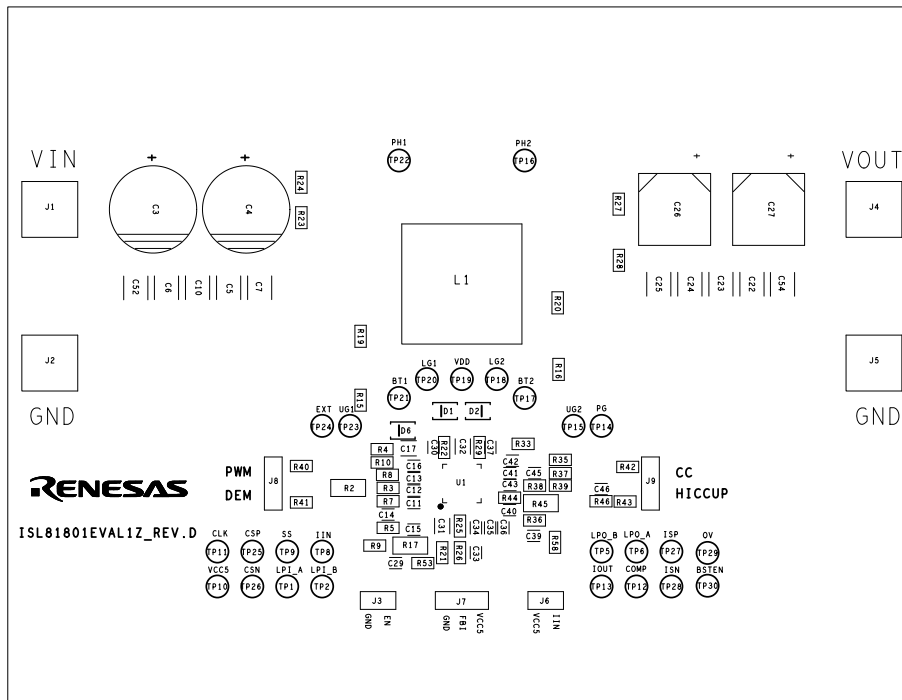 PH1
TP22
PH2
TP16
VIN
VOUT
+
+
+
+
J1
C3
C4
R24
R23
R27
R28
C26
C27
J4
C52
C6
C10
C5
C7
L1
C25
C24
C23
C22
C54
R20
R19
R16
R15
J2
J5
GND
GND
LG1
VDD
LG2
TP20
TP19
TP18
BT1
BT2
TP21
TP17
EXT
UG1
TP24
TP23
UG2
PG
TP15
TP14
D1
D2
D6
R4
C17
C30
R22
C32
R29
C37
R33
R10
C16
R8
C13
R3
C12
R7
C11
C14
R5
C15
R9
R17
C29
R53
U1
C42
R35
C41
C45
R37
C43
R38
R39
R44
R45
C40
R36
C39
R58
C31
R25
C34
C35
C36
R21
R26
C33
PWM
DEM
J8
R40
R41
R2
R42
C46
R46
R43
J9
CC
HICCUP
RENESAS
ISL81801EVAL1Z_REV.D
CLK
CSP
SS
IIN
TP11
TP25
TP9
TP8
VCC5
CSN
LPI_A
LPI_B
TP10
TP26
TP1
TP2
LPO_B
LPO_A
ISP
OV
TP5
TP6
TP27
TP29
IOUT
COMP
ISN
BSTEN
TP13
TP12
TP28
TP30
J3
J7
J6
GND
EN
GND
FBI
VCC5
VCC5
IIN